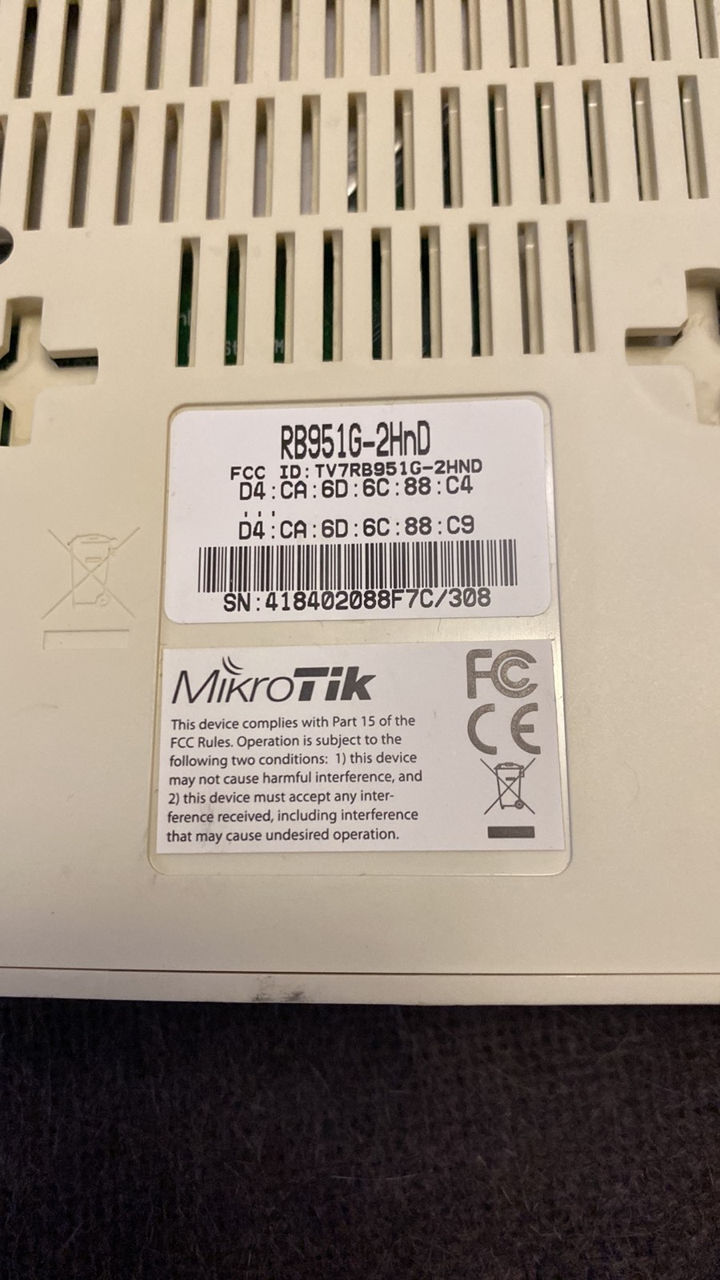 RB951G-2HnD
FCC ID:TV7RB951G-2HND
D4:CA:6D:6C:88:C4
...
D4:CA:6D:6C:88:C9
SN:418402088F7C/308
MikroTik
FC
CE
This device complies with Part 15 of the
FCC Rules. Operation is subject to the
following two conditions: 1) this device
may not cause harmful interference, and
2) this device must accept any inter-
ference received, including interference
that may cause undesired operation.